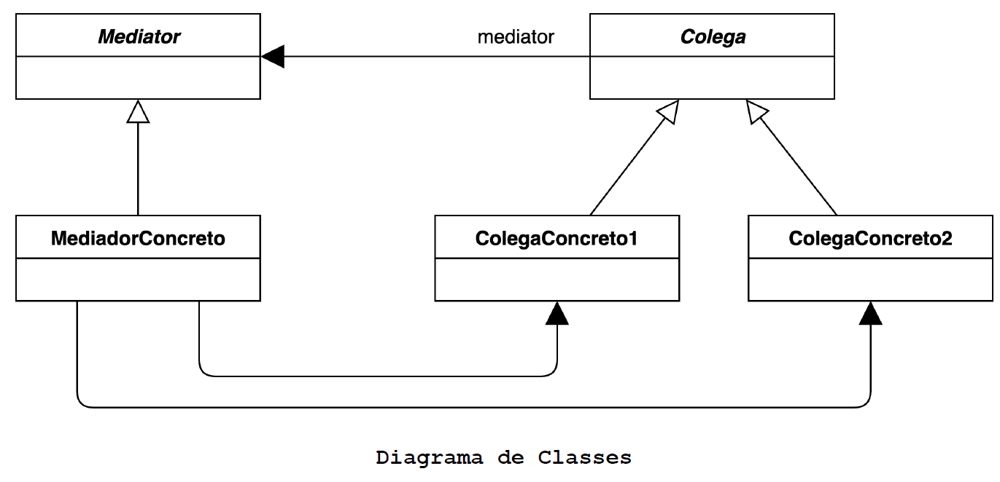 Mediator
mediator
Colega
MediadorConcreto
ColegaConcreto1
ColegaConcreto2
Diagrama de Classes